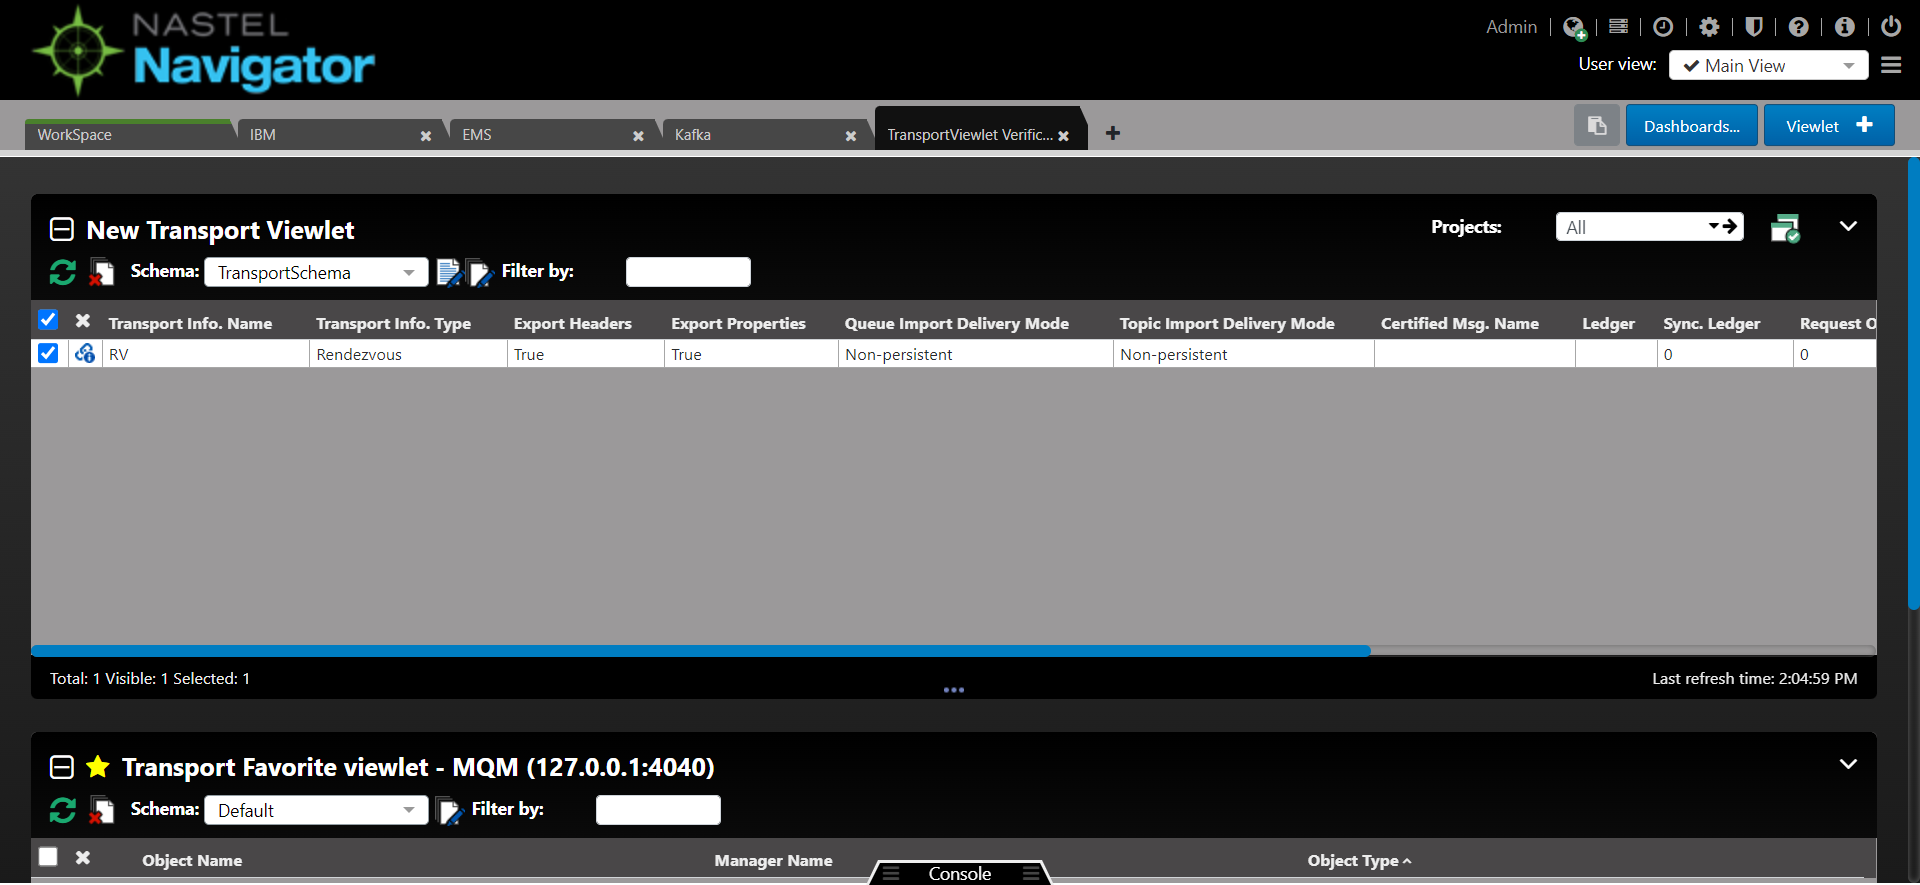 NASTEL
Navigator
Admin
User view: Main View
WorkSpace IBM EMS Kafka TransportViewlet Verific... Dashboards... Viewlet
New Transport Viewlet Projects: All
Schema: TransportSchema Filter by:
Transport Info. Name Transport Info. Type Export Headers Export Properties Queue Import Delivery Mode Topic Import Delivery Mode Certified Msg. Name Ledger Sync. Ledger Request O
RV Rendezvous True True Non-persistent Non-persistent 0 0
Total: 1 Visible: 1 Selected: 1 Last refresh time: 2:04:59 PM
Transport Favorite viewlet - MQM (127.0.0.1:4040)
Schema: Default Filter by:
Object Name Manager Name Object Type
Console